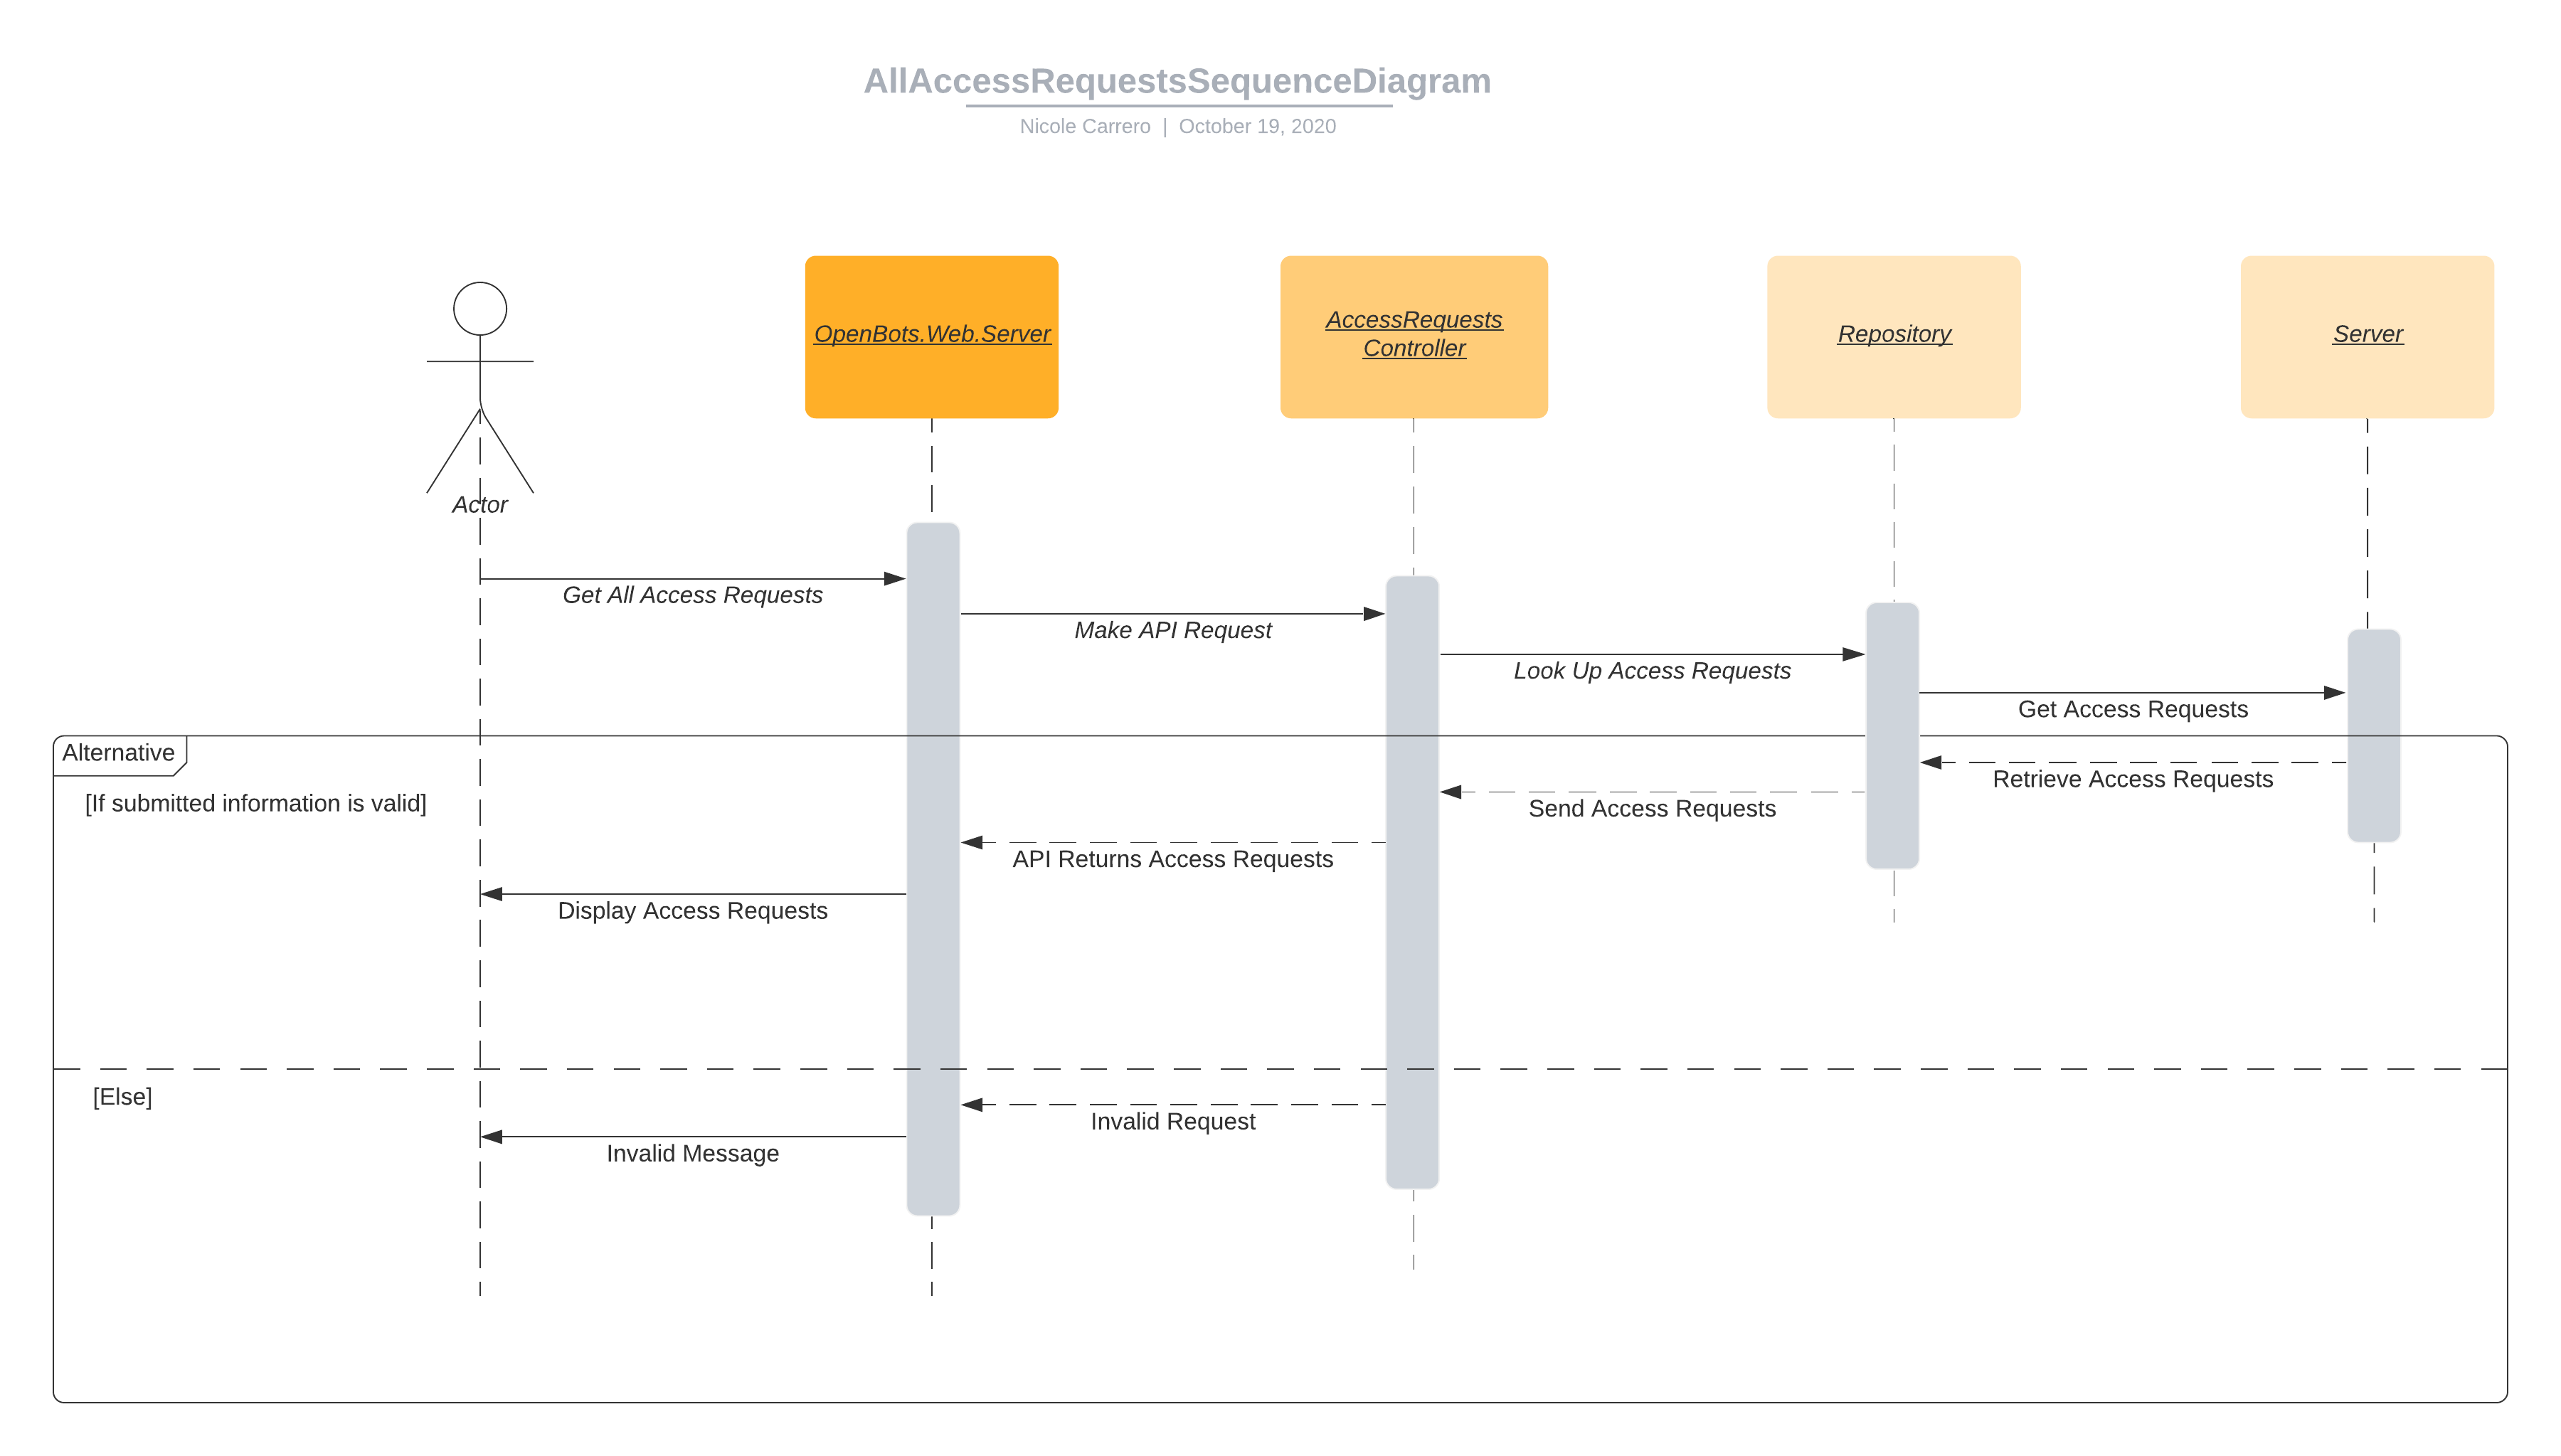 AllAccessRequestsSequenceDiagram
Nicole Carrero | October 19, 2020
Actor
OpenBots.Web.Server
AccessRequests
Controller
Repository
Server
Get All Access Requests
Make API Request
Look Up Access Requests
Get Access Requests
Alternative
[If submitted information is valid]
Retrieve Access Requests
Send Access Requests
API Returns Access Requests
Display Access Requests
[Else]
Invalid Request
Invalid Message